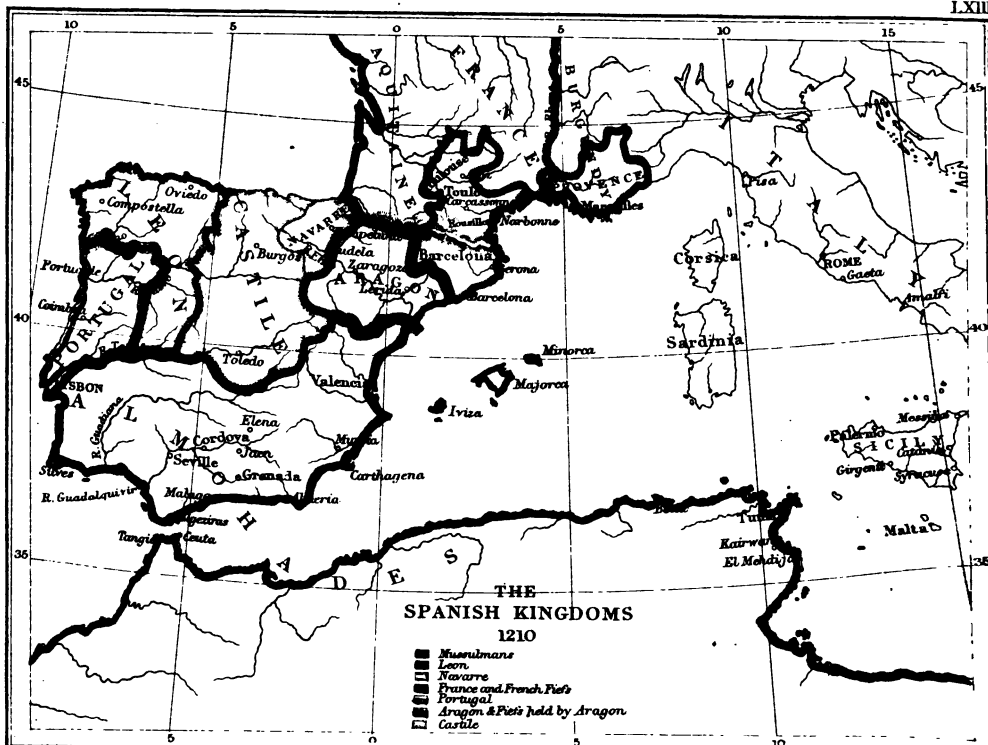 LXIII
10
5
0
5
10
15
45
45
AQUITAINE
FRANCE
BURGUNDY
ITALY
PROVENCE
Toulouse
Carcassonne
Narbonne
Marseilles
Pisa
LEON
Oviedo
Compostella
CASTILE
NAVARRE
Burgos
Tudela
Zaragoza
ARAGON
Lerida
Barcelona
Gerona
Barcelona
Corsica
ROME
Gaeta
Amalfi
PORTUGAL
Coimbra
40
40
Toledo
Valencia
Minorca
Majorca
Iviza
Sardinia
LISBON
ALMOHADES
R. Guadiana
Elena
Cordova
Jaen
Seville
Granada
Murcia
Carthagena
Silves
R. Guadalquivir
Malaga
Almeria
Algeziras
Tangier
Ceuta
Messina
Palermo
SICILY
Catania
Girgenti
Syracuse
Malta
Tunis
Kairwan
El Mehdija
35
35
THE
SPANISH KINGDOMS
1210
Mussulmans
Leon
Navarre
France and French Fiefs
Portugal
Aragon & Fiefs held by Aragon
Castile
5
0
5
10